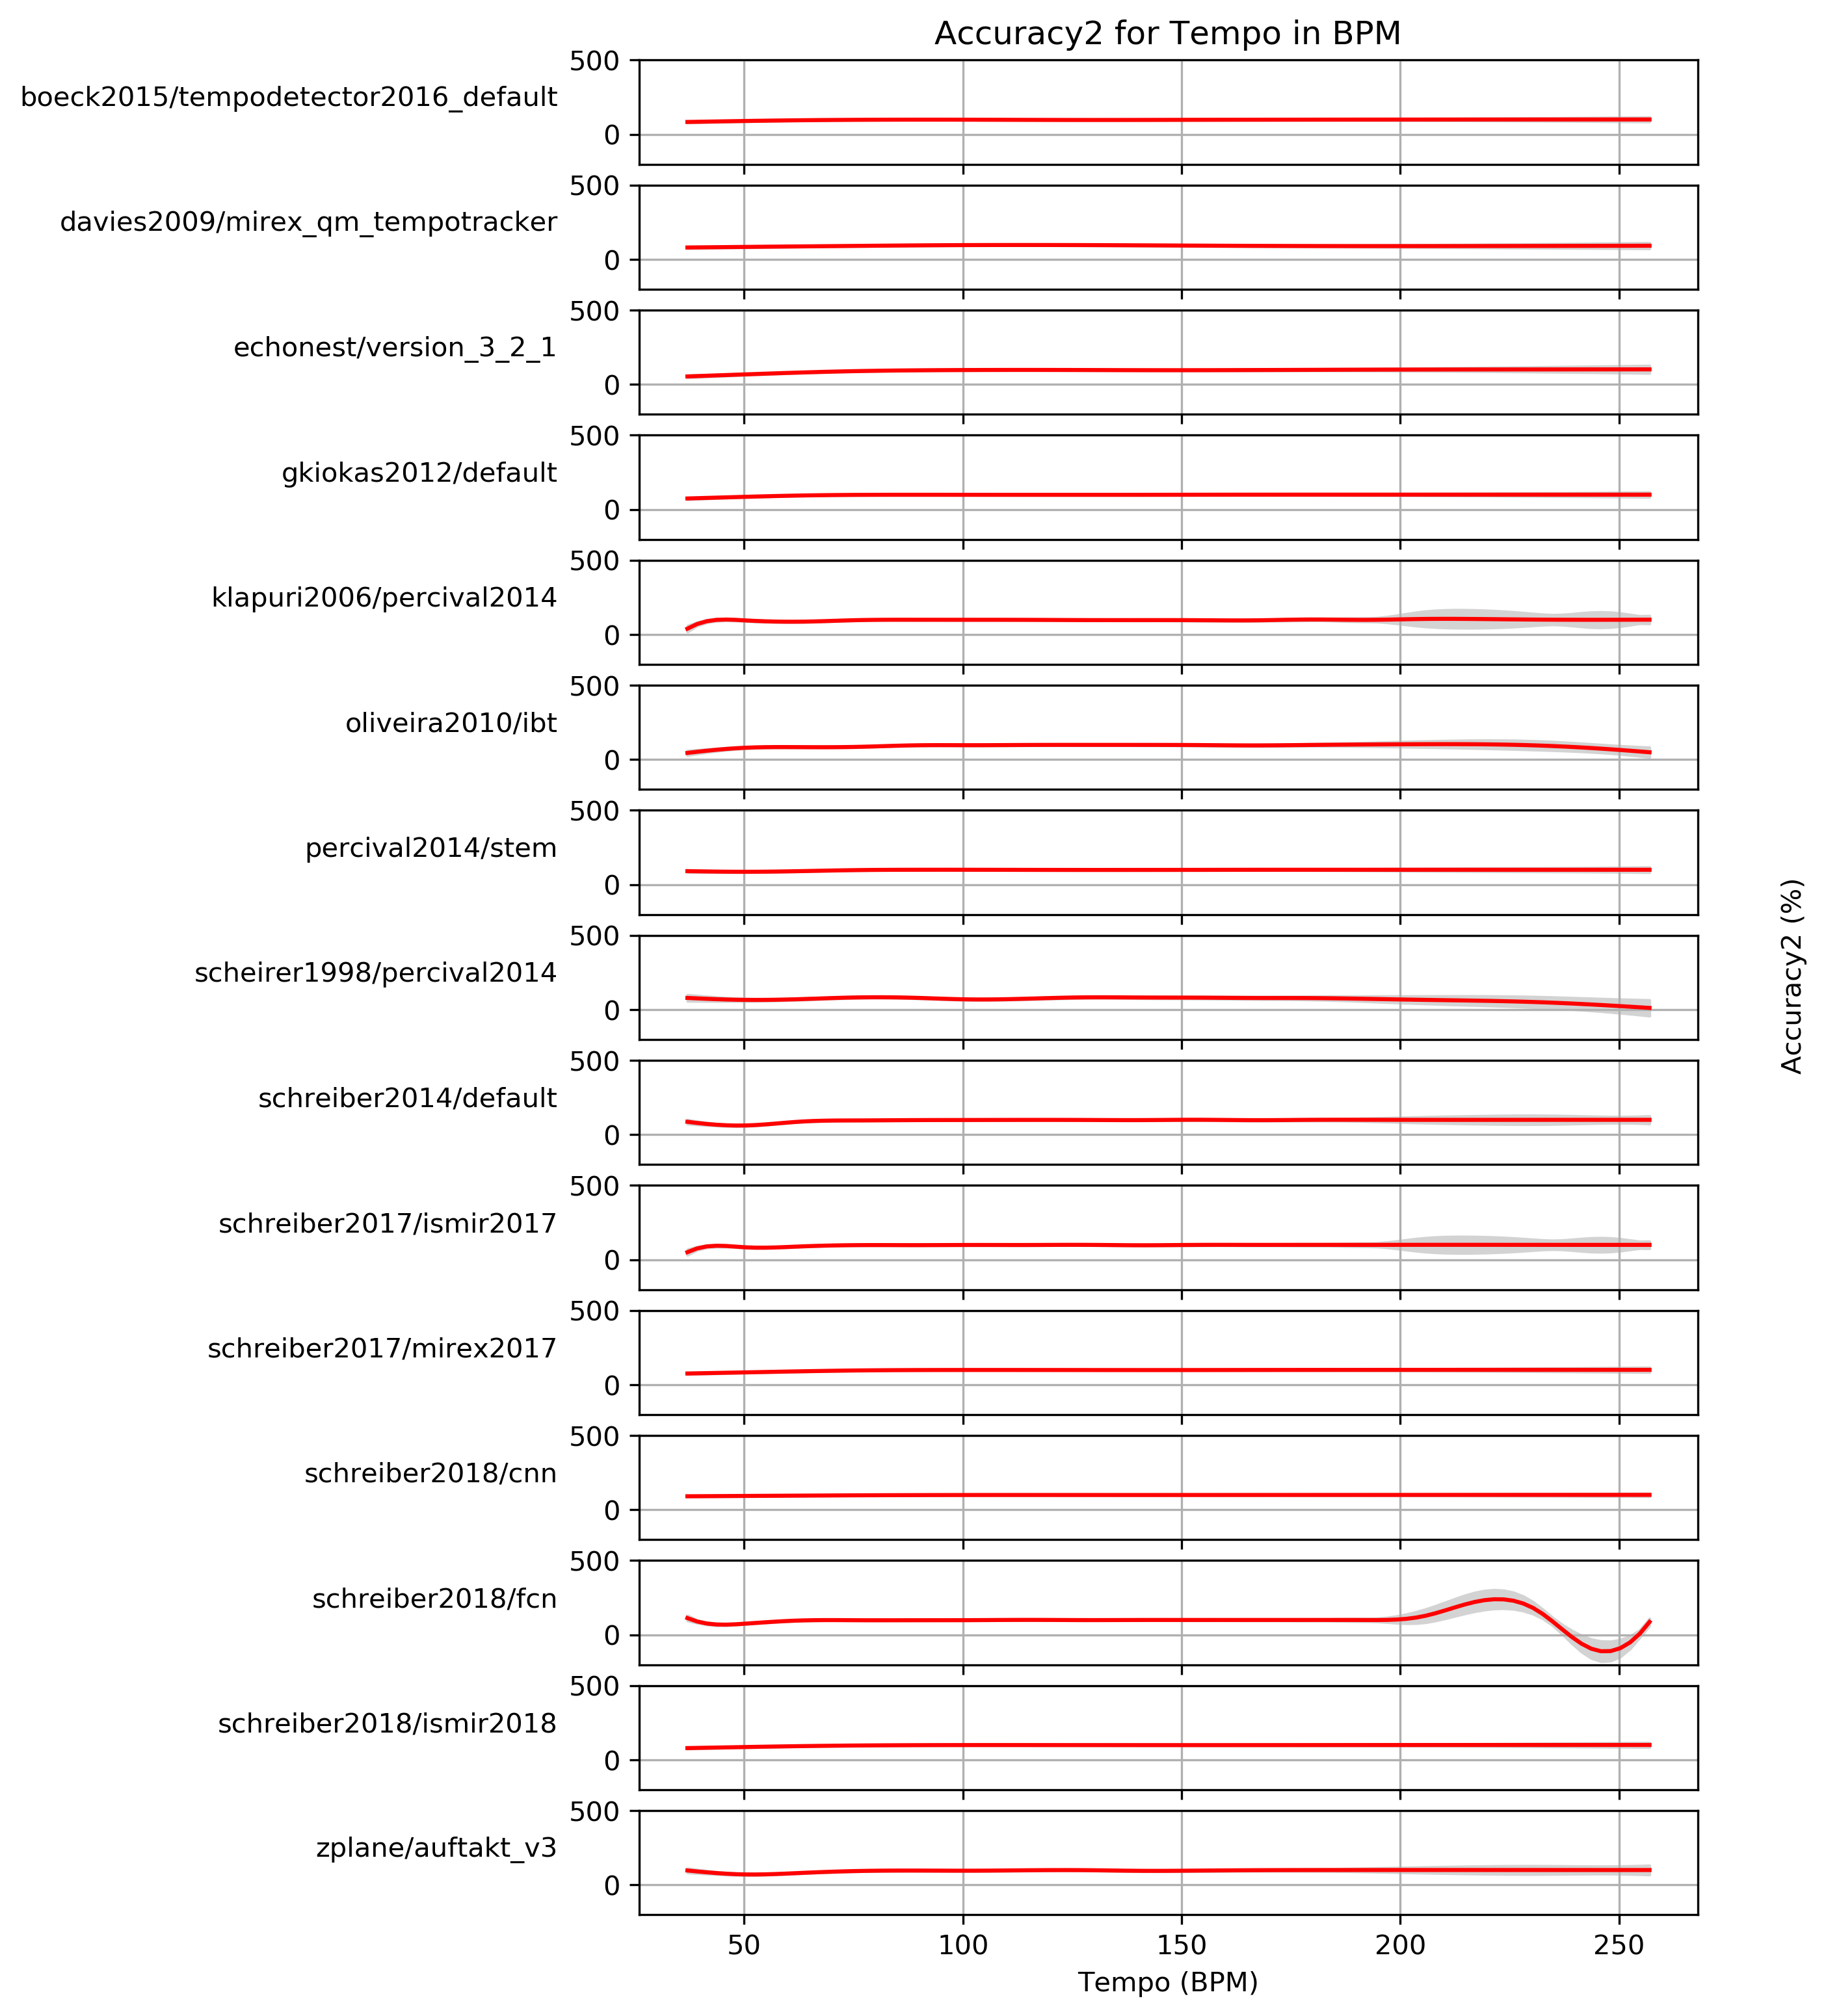 Accuracy2 for Tempo in BPM
500
boeck2015/tempodetector2016_default
0
500
davies2009/mirex_qm_tempotracker
0
500
echonest/version_3_2_1
0
500
gkiokas2012/default
0
500
klapuri2006/percival2014
0
500
oliveira2010/ibt
0
500
percival2014/stem
0
500
scheirer1998/percival2014
0
500
schreiber2014/default
0
500
schreiber2017/ismir2017
0
500
schreiber2017/mirex2017
0
500
schreiber2018/cnn
0
500
schreiber2018/fcn
0
500
schreiber2018/ismir2018
0
500
zplane/auftakt_v3
0
50 100 150 200 250
Tempo (BPM)
Accuracy2 (%)